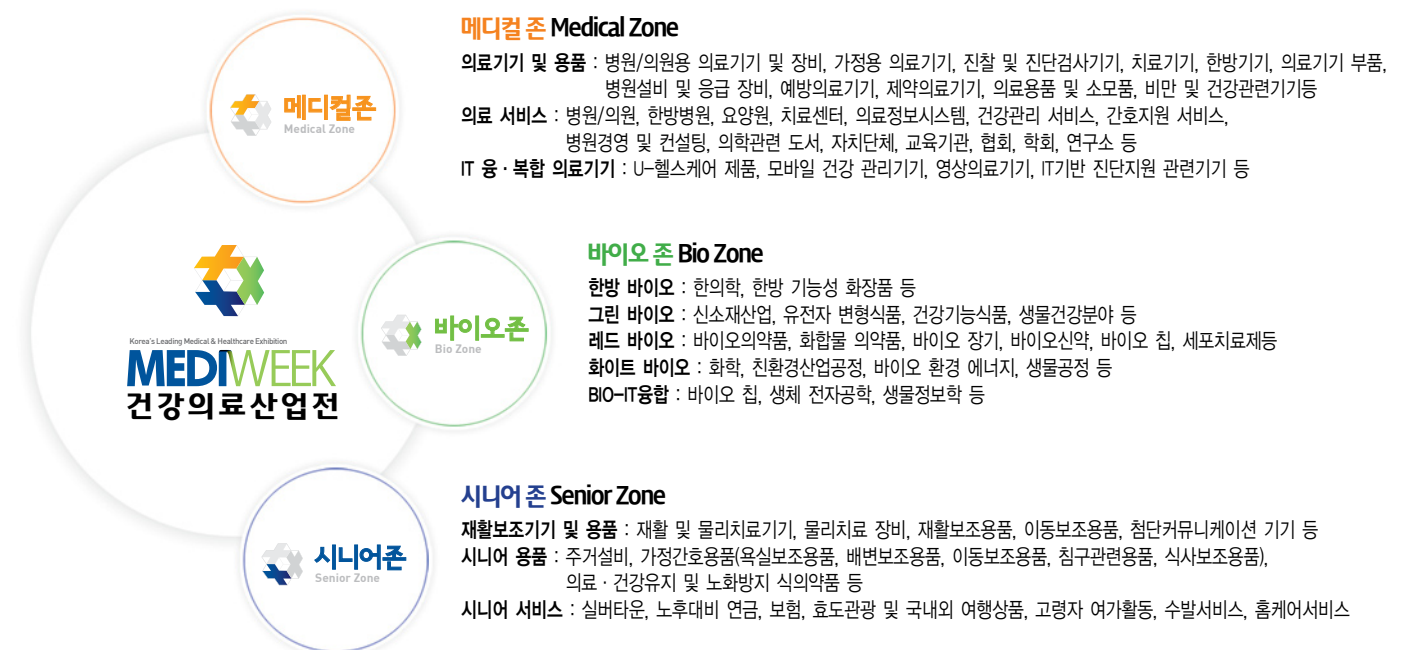 메디컬 존 Medical Zone
의료기기 및 용품 : 병원/의원용 의료기기 및 장비, 가정용 의료기기, 진찰 및 진단검사기기, 치료기기, 한방기기, 의료기기 부품,
병원설비 및 응급 장비, 예방의료기기, 제약의료기기, 의료용품 및 소모품, 비만 및 건강관련기기등
의료 서비스 : 병원/의원, 한방병원, 요양원, 치료센터, 의료정보시스템, 건강관리 서비스, 간호지원 서비스,
병원경영 및 컨설팅, 의학관련 도서, 자치단체, 교육기관, 협회, 학회, 연구소 등
IT 융·복합 의료기기 : U-헬스케어 제품, 모바일 건강 관리기기, 영상의료기기, IT기반 진단지원 관련기기 등
메디컬존
Medical Zone
바이오 존 Bio Zone
한방 바이오 : 한의학, 한방 기능성 화장품 등
그린 바이오 : 신소재산업, 유전자 변형식품, 건강기능식품, 생물건강분야 등
레드 바이오 : 바이오의약품, 화합물 의약품, 바이오 장기, 바이오신약, 바이오 칩, 세포치료제등
화이트 바이오 : 화학, 친환경산업공정, 바이오 환경 에너지, 생물공정 등
BIO-IT융합 : 바이오 칩, 생체 전자공학, 생물정보학 등
바이오존
Bio Zone
Korea's Leading Medical & Healthcare Exhibition
MEDIWEEK
건강의료산업전
시니어 존 Senior Zone
재활보조기기 및 용품 : 재활 및 물리치료기기, 물리치료 장비, 재활보조용품, 이동보조용품, 첨단커뮤니케이션 기기 등
시니어 용품 : 주거설비, 가정간호용품(욕실보조용품, 배변보조용품, 이동보조용품, 침구관련용품, 식사보조용품),
의료·건강유지 및 노화방지 식의약품 등
시니어 서비스 : 실버타운, 노후대비 연금, 보험, 효도관광 및 국내외 여행상품, 고령자 여가활동, 수발서비스, 홈케어서비스
시니어존
Senior Zone